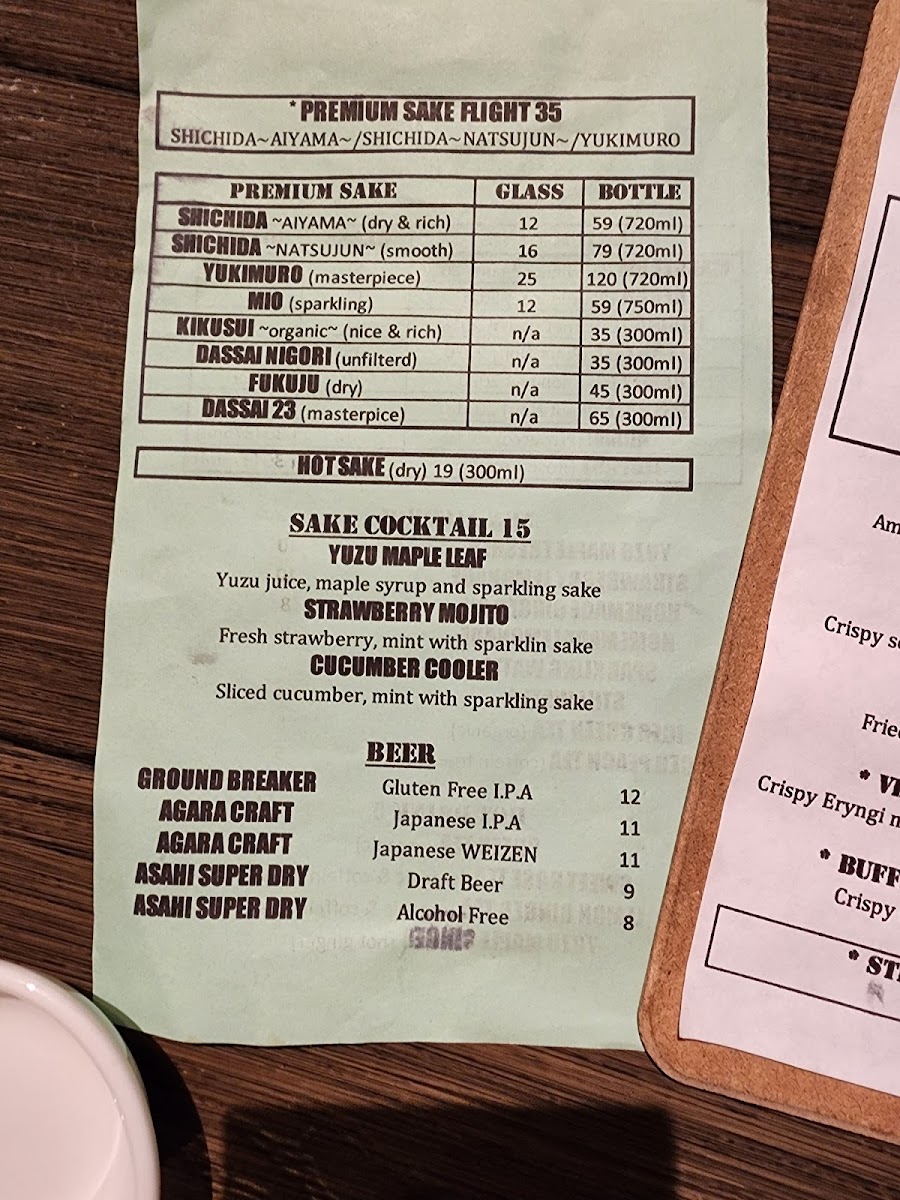 * PREMIUM SAKE FLIGHT 35
SHICHIDA~AIYAMA~/SHICHIDA~NATSUJUN~/YUKIMURO
PREMIUM SAKE GLASS BOTTLE
SHICHIDA ~AIYAMA~ (dry & rich) 12 59 (720ml)
SHICHIDA ~NATSUJUN~ (smooth) 16 79 (720ml)
YUKIMURO (masterpiece) 25 120 (720ml)
MIO (sparkling) 12 59 (750ml)
KIKUSUI ~organic~ (nice & rich) n/a 35 (300ml)
DASSAI NIGORI (unfilterd) n/a 35 (300ml)
FUKUJU (dry) n/a 45 (300ml)
DASSAI 23 (masterpice) n/a 65 (300ml)
HOT SAKE (dry) 19 (300ml)
SAKE COCKTAIL 15
YUZU MAPLE LEAF
Yuzu juice, maple syrup and sparkling sake
STRAWBERRY MOJITO
Fresh strawberry, mint with sparklin sake
CUCUMBER COOLER
Sliced cucumber, mint with sparkling sake
BEER
GROUND BREAKER Gluten Free I.P.A 12
AGARA CRAFT Japanese I.P.A 11
AGARA CRAFT Japanese WEIZEN 11
ASAHI SUPER DRY Draft Beer 9
ASAHI SUPER DRY Alcohol Free 8
Crispy
* BUFF
Crispy Eryngi
* ST